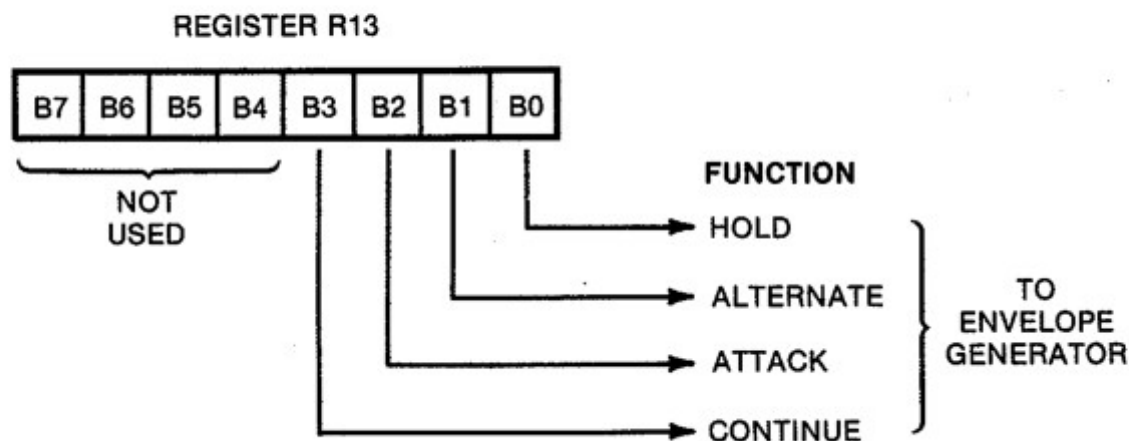 REGISTER R13
B7 B6 B5 B4 B3 B2 B1 B0
NOT
USED
FUNCTION
HOLD
ALTERNATE
ATTACK
CONTINUE
TO
ENVELOPE
GENERATOR